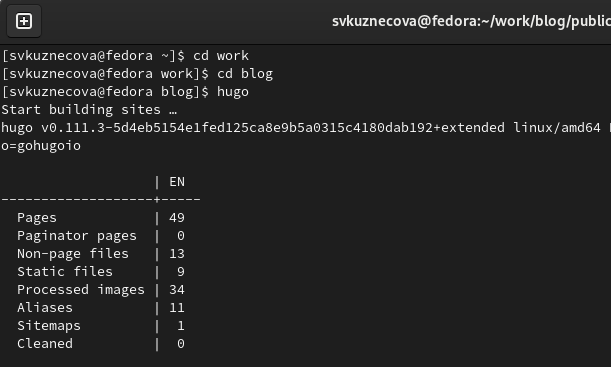 svkuznecova@fedora:~/work/blog/public
[svkuznecova@fedora ~]$ cd work
[svkuznecova@fedora work]$ cd blog
[svkuznecova@fedora blog]$ hugo
Start building sites …
hugo v0.111.3-5d4eb5154e1fed125ca8e9b5a0315c4180dab192+extended linux/amd64
o=gohugoio
| EN
-------------------+-----
Pages | 49
Paginator pages | 0
Non-page files | 13
Static files | 9
Processed images | 34
Aliases | 11
Sitemaps | 1
Cleaned | 0